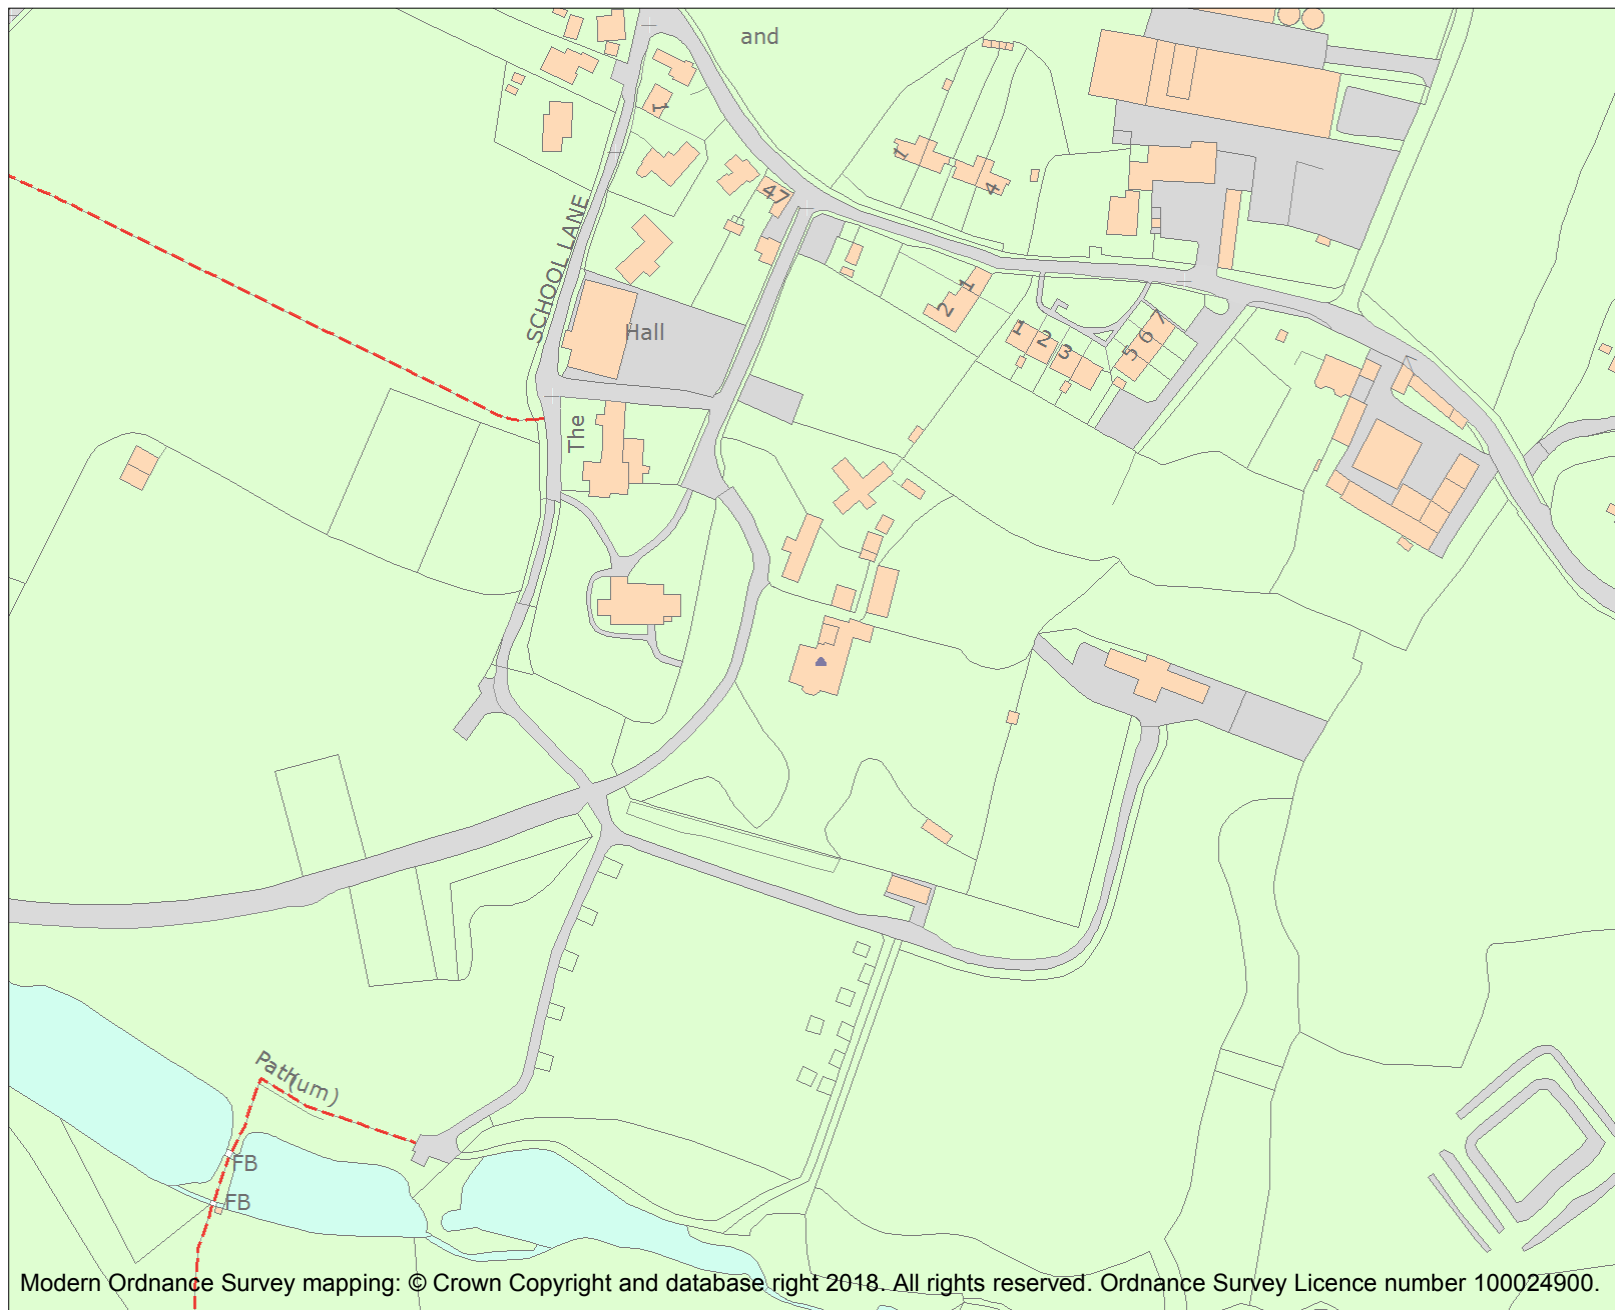 and
1
47
1
4
SCHOOL LANE
Hall
1
2
1
2
3
5
6
7
The
Path (um)
FB
FB
Modern Ordnance Survey mapping: © Crown Copyright and database right 2018. All rights reserved. Ordnance Survey Licence number 100024900.